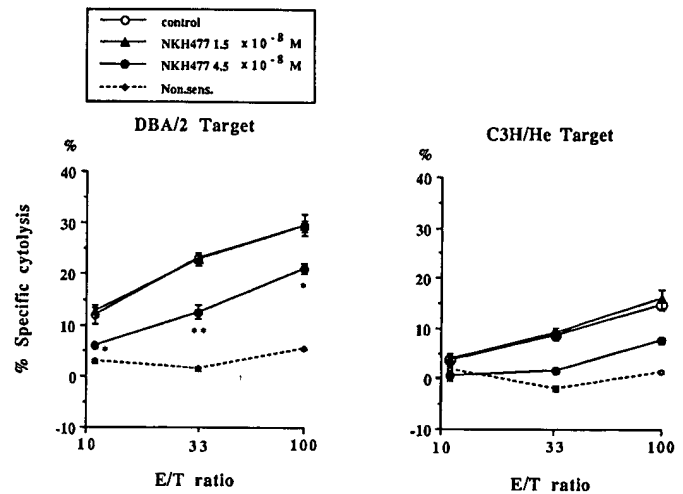 control
NKH477 1.5 x 10 -8 M
NKH477 4.5 x 10 -8 M
Non.sens.
DBA/2 Target
%
40
30
20
10
0
-10
10
33
100
% Specific cytolysis
E/T ratio
*
**
*
C3H/He Target
%
40
30
20
10
0
-10
10
33
100
E/T ratio